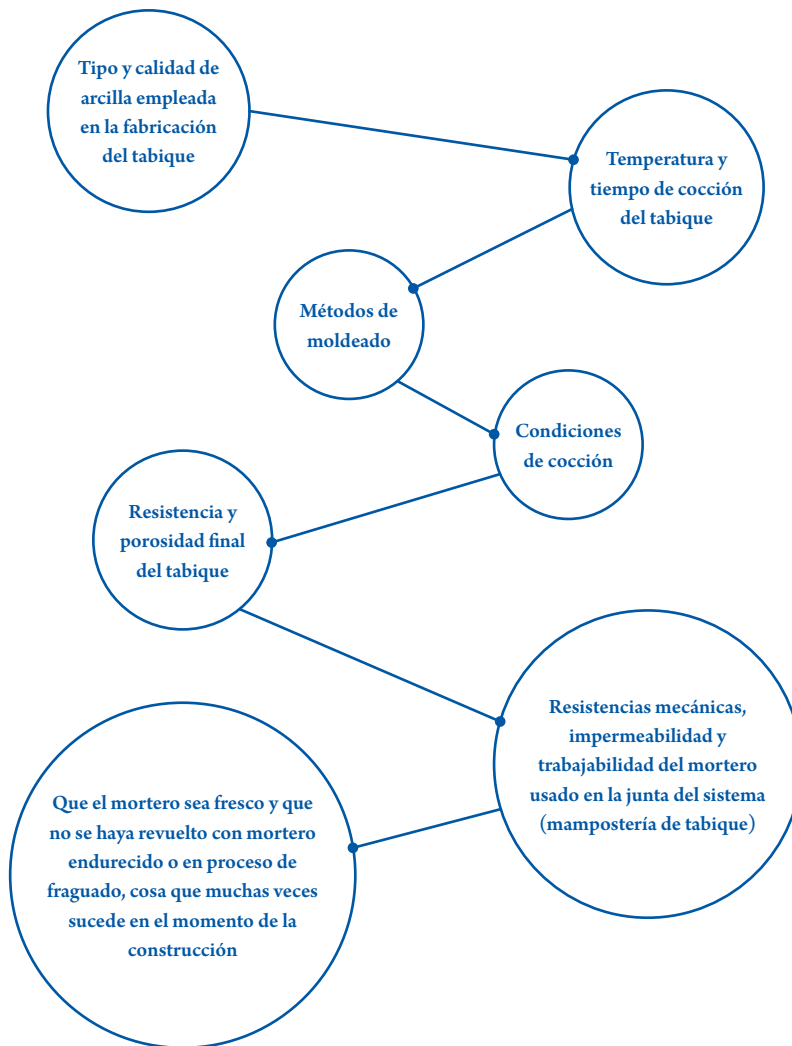 Tipo y calidad de
arcilla empleada
en la fabricación
del tabique
Temperatura y
tiempo de cocción
del tabique
Métodos de
moldeado
Condiciones
de cocción
Resistencia y
porosidad final
del tabique
Resistencias mecánicas,
impermeabilidad y
trabajabilidad del mortero
usado en la junta del sistema
(mampostería de tabique)
Que el mortero sea fresco y que
no se haya revuelto con mortero
endurecido o en proceso de
fraguado, cosa que muchas veces
sucede en el momento de la
construcción